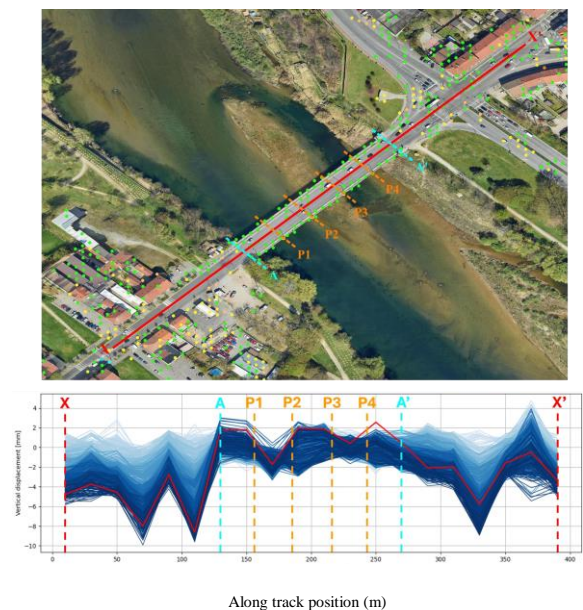 X'
A'
P4
P3
P2
P1
A
X
X A P1 P2 P3 P4 A' X'
Vertical displacement [mm]
4
2
0
−2
−4
−6
−8
−10
0 50 100 150 200 250 300 350 400
Along track position (m)